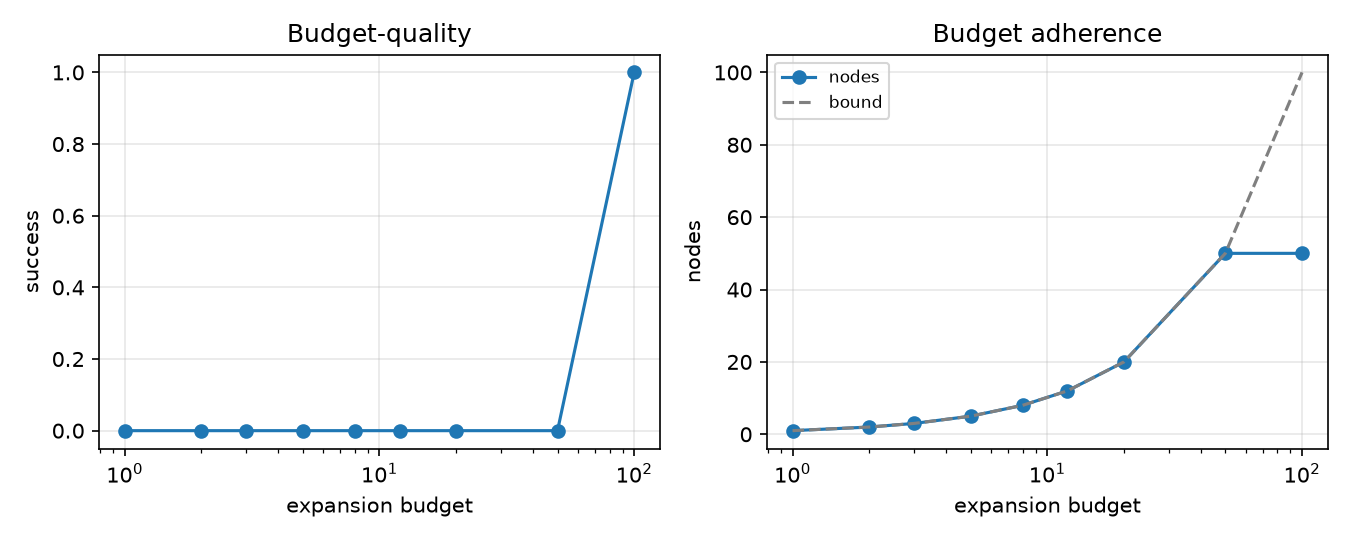 Budget-quality
success
1.0
0.8
0.6
0.4
0.2
0.0
10⁰
10¹
10²
expansion budget
Budget adherence
nodes
bound
nodes
100
80
60
40
20
0
10⁰
10¹
10²
expansion budget